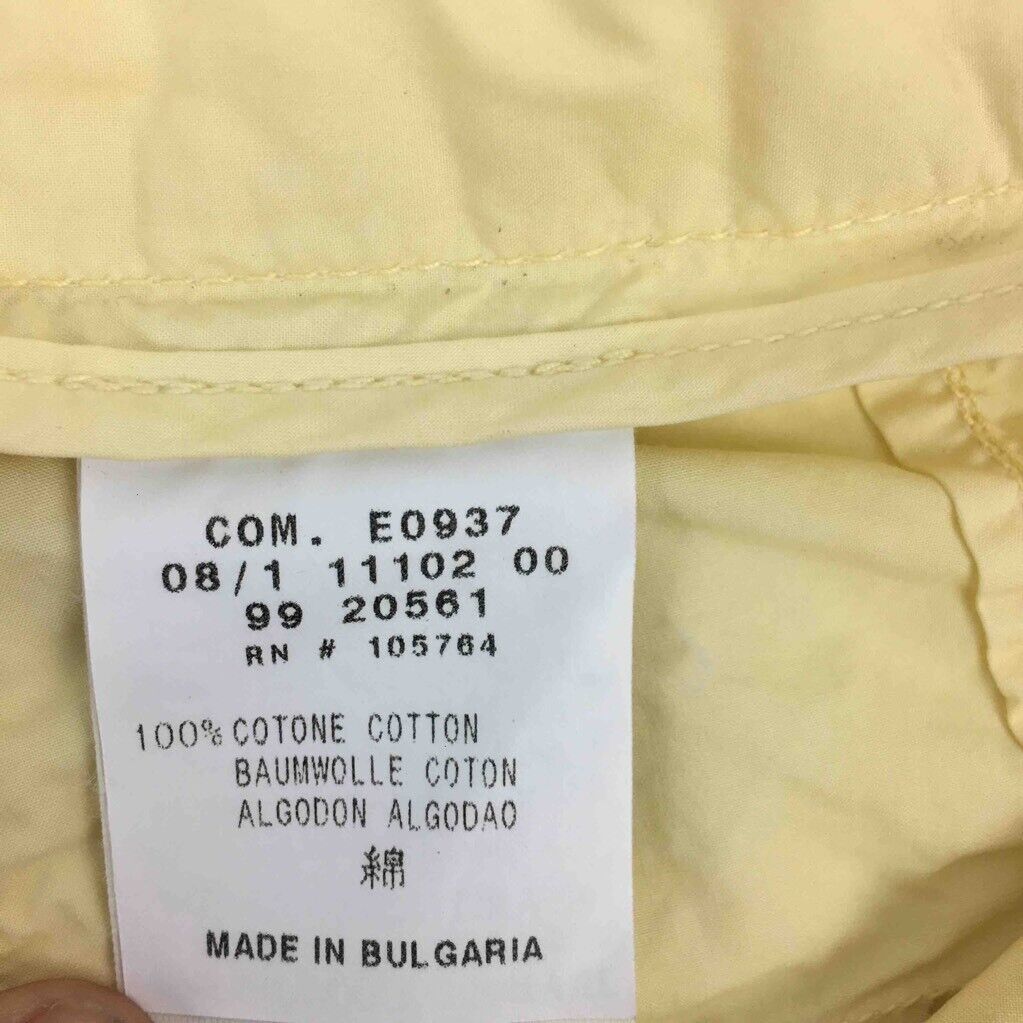 COM. E0937
08/1 11102 00
99 20561
RN # 105764
100% COTONE COTTON
BAUMWOLLE COTON
ALGODON ALGODAO
綿
MADE IN BULGARIA